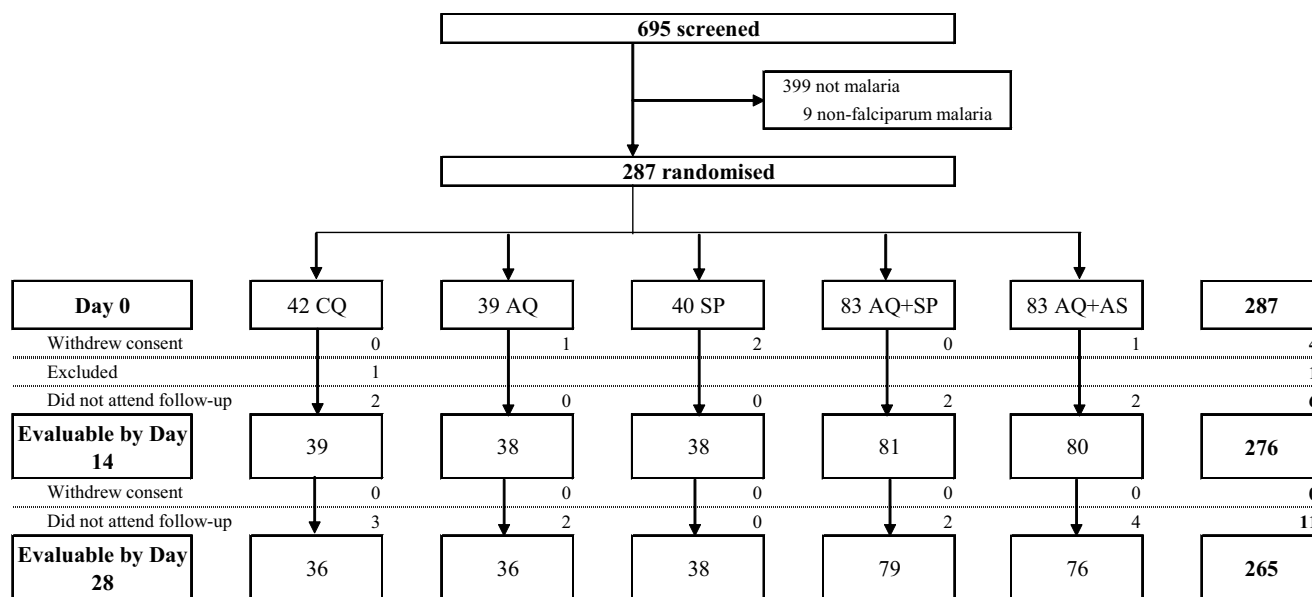 695 screened
399 not malaria
9 non-falciparum malaria
287 randomised
Day 0 42 CQ 39 AQ 40 SP 83 AQ+SP 83 AQ+AS 287
Withdrew consent 0 1 2 0 1 4
Excluded 1 1
Did not attend follow-up 2 0 0 2 2
Evaluable by Day
14 39 38 38 81 80 276
Withdrew consent 0 0 0 0 0
Did not attend follow-up 3 2 0 2 4 11
Evaluable by Day
28 36 36 38 79 76 265